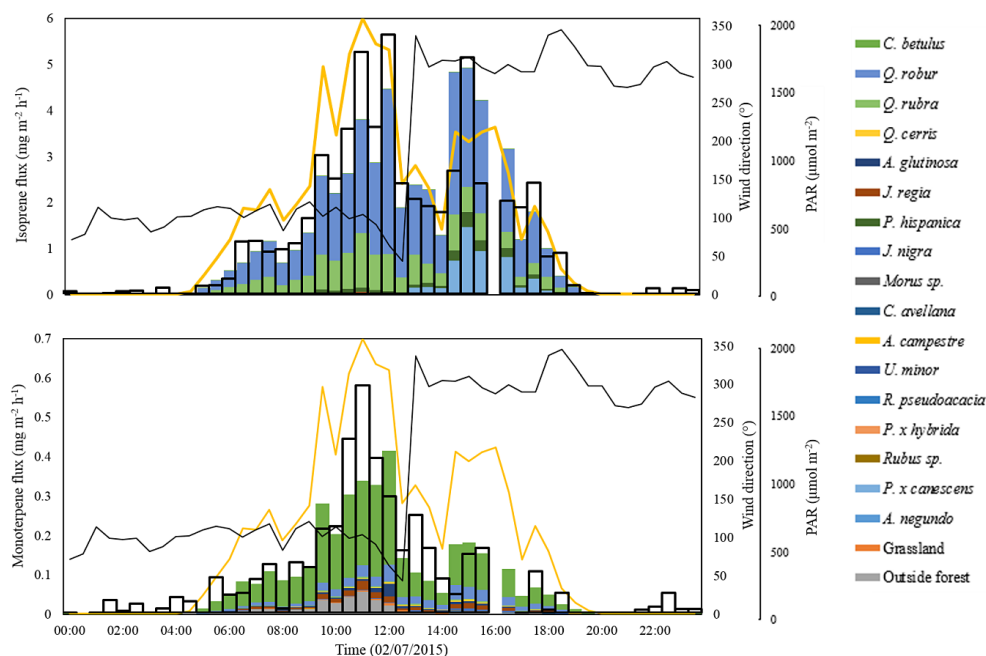 6
5
4
3
2
1
0
Isoprene flux (mg m-2 h-1)
350
300
250
200
150
100
50
0
Wind direction (°)
2000
1500
1000
500
0
PAR (µmol m-2)
0.7
0.6
0.5
0.4
0.3
0.2
0.1
0
Monoterpene flux (mg m-2 h-1)
350
300
250
200
150
100
50
0
Wind direction (°)
2000
1500
1000
500
0
PAR (µmol m-2)
00:00 02:00 04:00 06:00 08:00 10:00 12:00 14:00 16:00 18:00 20:00 22:00
Time (02/07/2015)
C. betulus
Q. robur
Q. rubra
Q. cerris
A. glutinosa
J. regia
P. hispanica
J. nigra
Morus sp.
C. avellana
A. campestre
U. minor
R. pseudoacacia
P. x hybrida
Rubus sp.
P. x canescens
A. negundo
Grassland
Outside forest